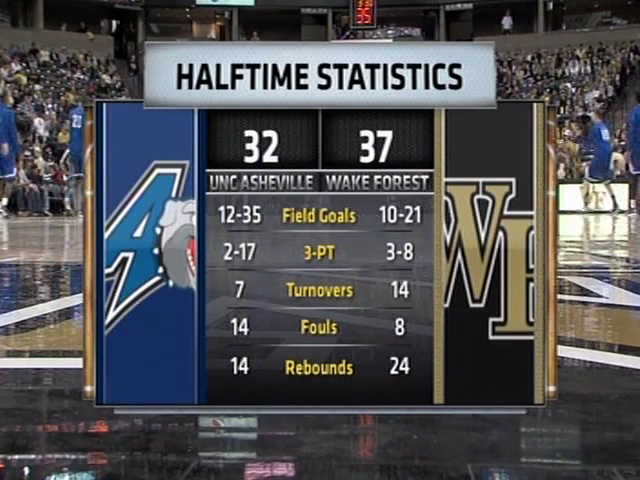 HALFTIME STATISTICS
32 37
UNC ASHEVILLE WAKE FOREST
12-35 Field Goals 10-21
2-17 3-PT 3-8
7 Turnovers 14
14 Fouls 8
14 Rebounds 24
A
WF